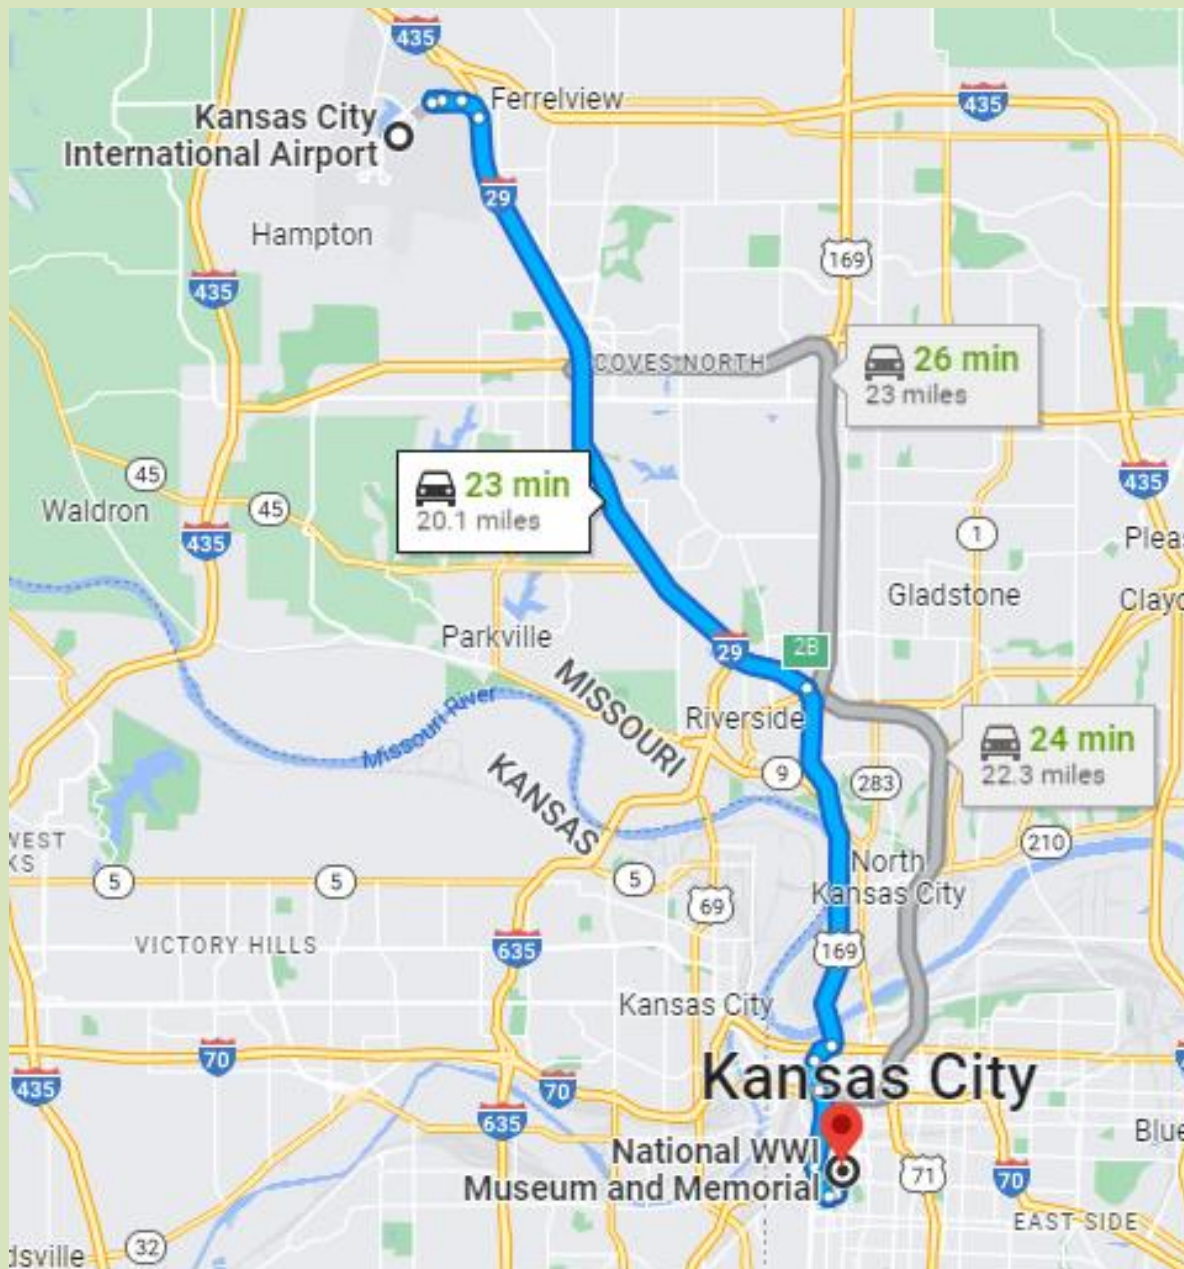 435
Kansas City
International Airport
Ferrelview
435
29
Hampton
169
435
COVES NORTH
26 min
23 miles
45
23 min
20.1 miles
435
Waldron
45
435
1
Gladstone
Parkville
29
2B
MISSOURI
Riverside
Missouri River
KANSAS
24 min
22.3 miles
9
283
210
North
Kansas City
5
5
5
69
VICTORY HILLS
635
169
Kansas City
70
435
70
Kansas City
635
National WWI
Museum and Memorial
71
70
EAST SIDE
32